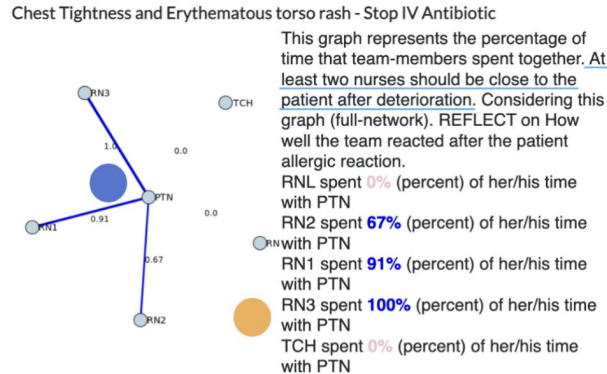 Chest Tightness and Erythematous torso rash - Stop IV Antibiotic
This graph represents the percentage of
time that team-members spent together. At
least two nurses should be close to the
patient after deterioration. Considering this
graph (full-network). REFLECT on How
well the team reacted after the patient
allergic reaction.
RNL spent 0% (percent) of her/his time
with PTN
RN2 spent 67% (percent) of her/his time
with PTN
RN1 spent 91% (percent) of her/his time
with PTN
RN3 spent 100% (percent) of her/his time
with PTN
TCH spent 0% (percent) of her/his time
with PTN
RN3
TCH
1.0
0.0
PTN
0.91
0.0
RN1
RN
0.67
RN2